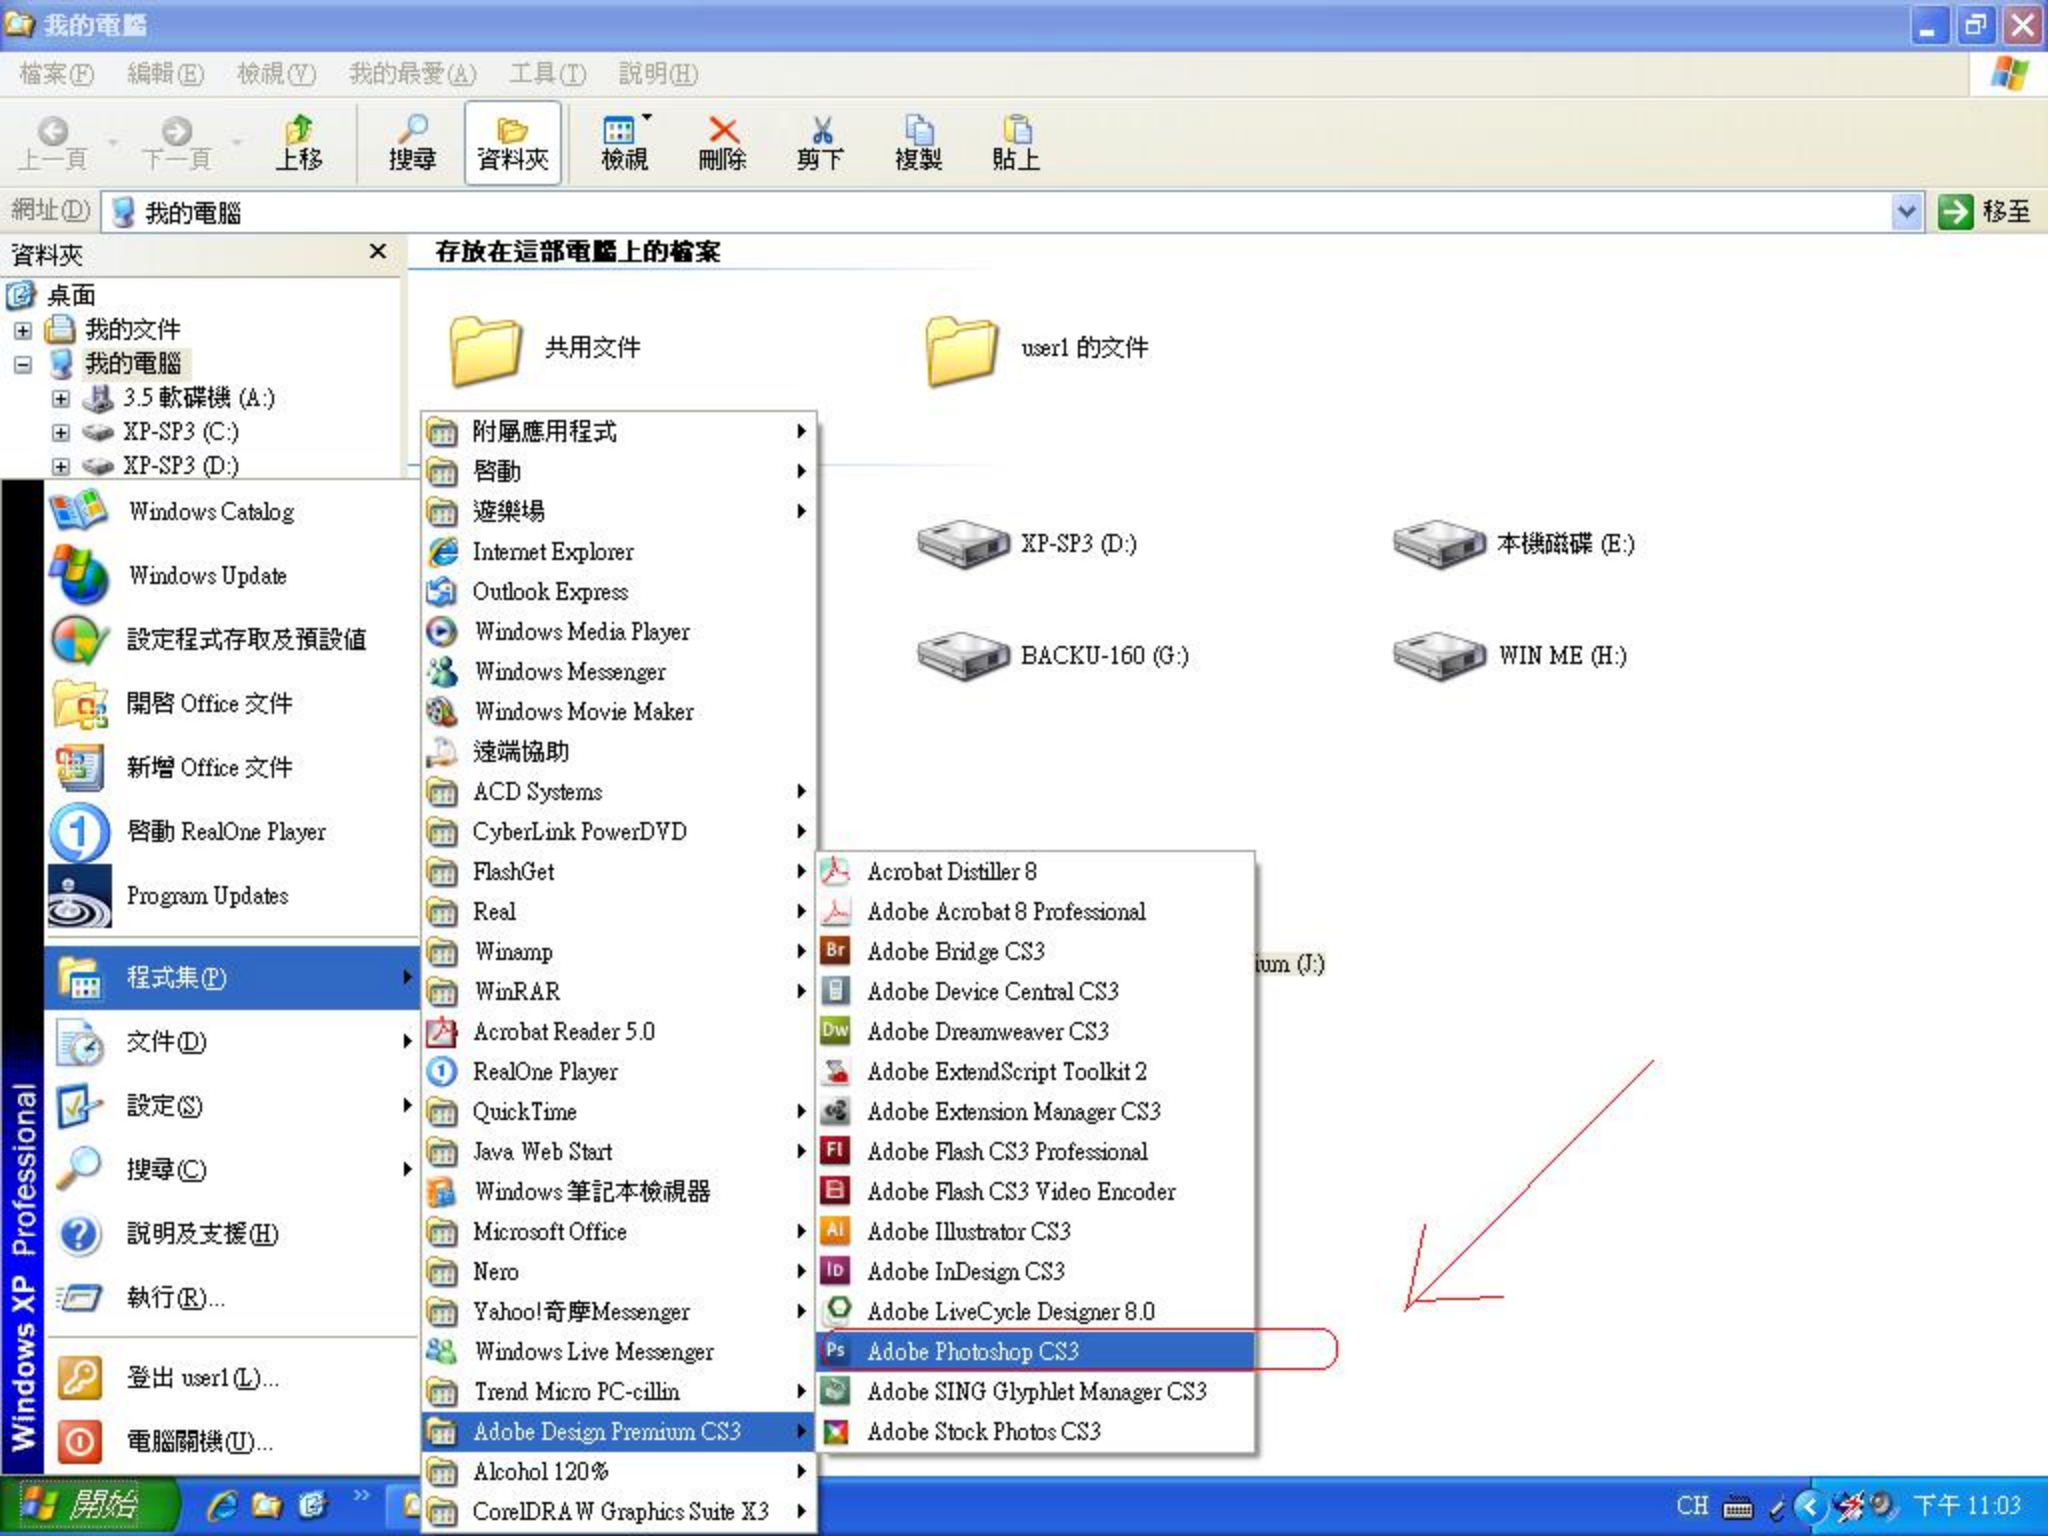 我的電腦
檔案(F) 編輯(E) 檢視(V) 我的最愛(A) 工具(T) 說明(H)
上一頁 下一頁 上移 搜尋 資料夾 檢視 刪除 剪下 複製 貼上
網址(D) 我的電腦 移至
資料夾
桌面
我的文件
我的電腦
3.5 軟碟機 (A:)
XP-SP3 (C:)
XP-SP3 (D:)
存放在這部電腦上的檔案
共用文件
user1 的文件
XP-SP3 (D:)
本機磁碟 (E:)
BACKU-160 (G:)
WIN ME (H:)
ium (J:)
Windows Catalog
Windows Update
設定程式存取及預設值
開啓 Office 文件
新增 Office 文件
啓動 RealOne Player
Program Updates
程式集(P)
文件(D)
設定(S)
搜尋(C)
說明及支援(H)
執行(R)...
登出 user1(L)...
電腦關機(U)...
Windows XP Professional
附屬應用程式
啓動
遊樂場
Internet Explorer
Outlook Express
Windows Media Player
Windows Messenger
Windows Movie Maker
遠端協助
ACD Systems
CyberLink PowerDVD
FlashGet
Real
Winamp
WinRAR
Acrobat Reader 5.0
RealOne Player
QuickTime
Java Web Start
Windows 筆記本檢視器
Microsoft Office
Nero
Yahoo!奇摩Messenger
Windows Live Messenger
Trend Micro PC-cillin
Adobe Design Premium CS3
Alcohol 120%
CorelDRAW Graphics Suite X3
Acrobat Distiller 8
Adobe Acrobat 8 Professional
Br Adobe Bridge CS3
Adobe Device Central CS3
Dw Adobe Dreamweaver CS3
Adobe ExtendScript Toolkit 2
Adobe Extension Manager CS3
Fl Adobe Flash CS3 Professional
Adobe Flash CS3 Video Encoder
Ai Adobe Illustrator CS3
ID Adobe InDesign CS3
Adobe LiveCycle Designer 8.0
Ps Adobe Photoshop CS3
Adobe SING Glyphlet Manager CS3
Adobe Stock Photos CS3
開始
CH
下午 11:03